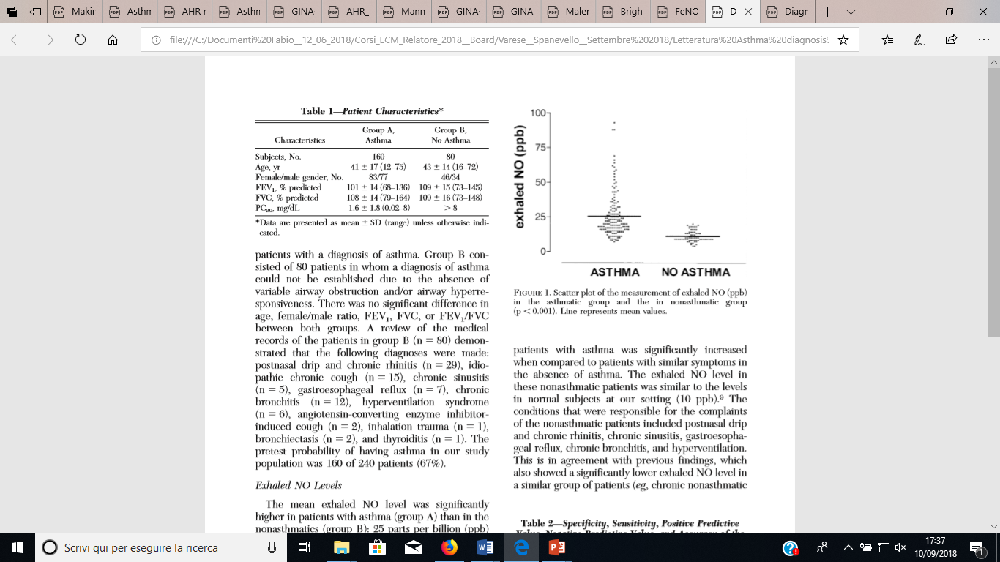 Makir
Asthn
AHR r
Asthn
GINA
AHR_
Mann
GINA-
GINA-
Maler
Brigh
FeNO
D
Diagr
file:///C:/Documenti%20Fabio__12_06_2018/Corsi_ECM_Relatore_2018__Board/Varese__Spanevello__Settembre%202018/Letteratura%20Asthma%20diagnosis%
Table 1—Patient Characteristics*
Characteristics Group A, Asthma Group B, No Asthma
Subjects, No. 160 80
Age, yr 41 ± 17 (12–75) 43 ± 14 (16–72)
Female/male gender, No. 83/77 46/34
FEV₁, % predicted 101 ± 14 (68–136) 109 ± 15 (73–145)
FVC, % predicted 108 ± 14 (79–164) 109 ± 16 (73–148)
PC₂₀, mg/dL 1.6 ± 1.8 (0.02–8) > 8
*Data are presented as mean ± SD (range) unless otherwise indi-
cated.
patients with a diagnosis of asthma. Group B con-
sisted of 80 patients in whom a diagnosis of asthma
could not be established due to the absence of
variable airway obstruction and/or airway hyperre-
sponsiveness. There was no significant difference in
age, female/male ratio, FEV₁, FVC, or FEV₁/FVC
between both groups. A review of the medical
records of the patients in group B (n = 80) demon-
strated that the following diagnoses were made:
postnasal drip and chronic rhinitis (n = 29), idio-
pathic chronic cough (n = 15), chronic sinusitis
(n = 5), gastroesophageal reflux (n = 7), chronic
bronchitis (n = 12), hyperventilation syndrome
(n = 6), angiotensin-converting enzyme inhibitor-
induced cough (n = 2), inhalation trauma (n = 1),
bronchiectasis (n = 2), and thyroiditis (n = 1). The
pretest probability of having asthma in our study
population was 160 of 240 patients (67%).
Exhaled NO Levels
The mean exhaled NO level was significantly
higher in patients with asthma (group A) than in the
nonasthmatics (group B): 25 parts per billion (ppb)
exhaled NO (ppb)
100
75
50
25
0
ASTHMA NO ASTHMA
FIGURE 1. Scatter plot of the measurement of exhaled NO (ppb)
in the asthmatic group and the in nonasthmatic group
(p < 0.001). Line represents mean values.
patients with asthma was significantly increased
when compared to patients with similar symptoms in
the absence of asthma. The exhaled NO level in
these nonasthmatic patients was similar to the levels
in normal subjects at our setting (10 ppb).⁹ The
conditions that were responsible for the complaints
of the nonasthmatic patients included postnasal drip
and chronic rhinitis, chronic sinusitis, gastroesopha-
geal reflux, chronic bronchitis, and hyperventilation.
This is in agreement with previous findings, which
also showed a significantly lower exhaled NO level in
a similar group of patients (eg, chronic nonasthmatic
Table 2—Specificity, Sensitivity, Positive Predictive
Value, Negative Predictive Value, and Accuracy of the
Scrivi qui per eseguire la ricerca
17:37
10/09/2018
1